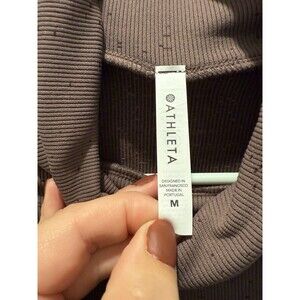 ATHLETA
DESIGNED IN
SAN FRANCISCO
MADE IN
PORTUGAL
M